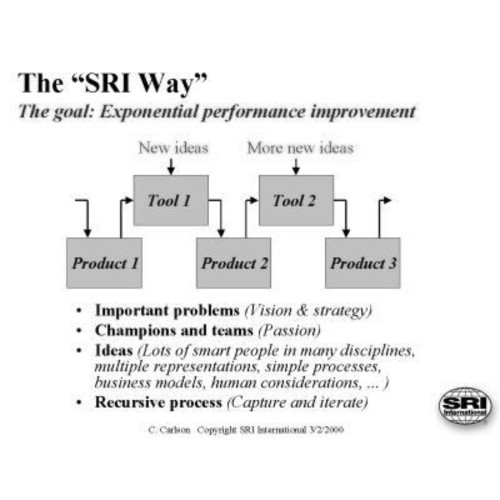 The “SRI Way”
The goal: Exponential performance improvement
New ideas
More new ideas
Tool 1
Tool 2
Product 1
Product 2
Product 3
• Important problems (Vision & strategy)
• Champions and teams (Passion)
• Ideas (Lots of smart people in many disciplines,
multiple representations, simple processes,
business models, human considerations, ... )
• Recursive process (Capture and iterate)
SRI
International
C. Carlson Copyright SRI International 3/2/2000